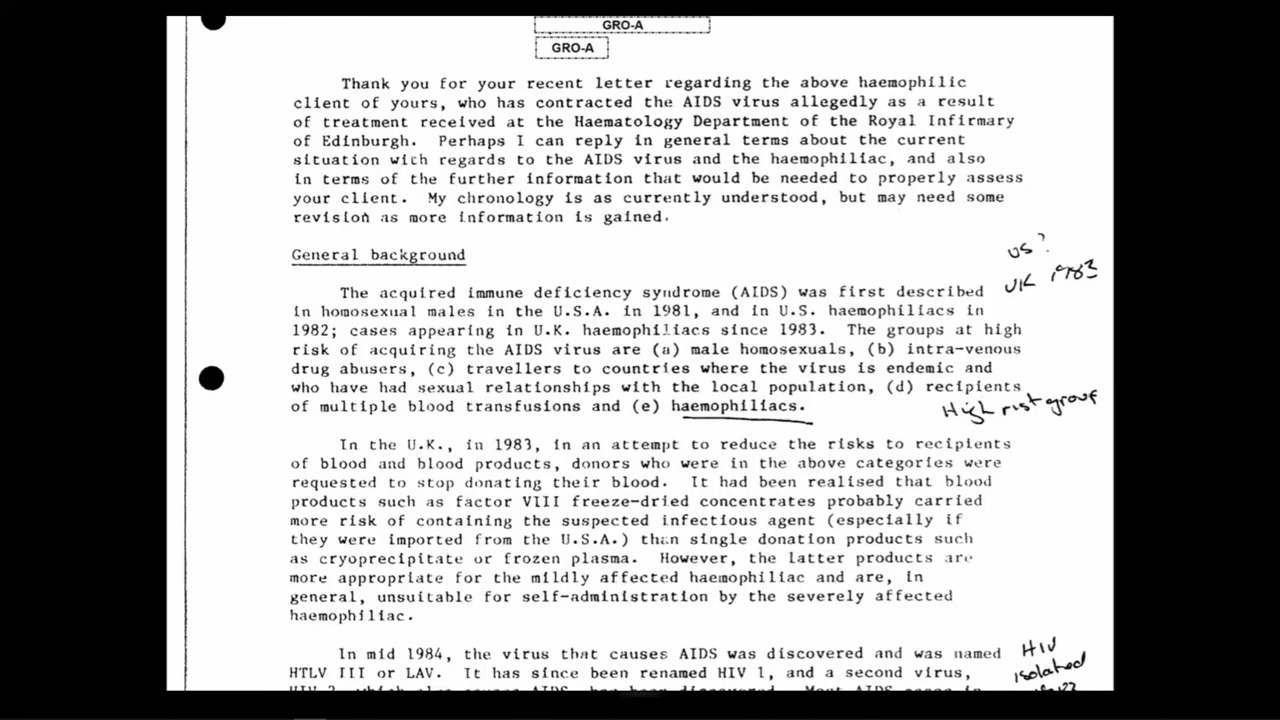 GRO-A
GRO-A
Thank you for your recent letter regarding the above haemophilic
client of yours, who has contracted the AIDS virus allegedly as a result
of treatment received at the Haematology Department of the Royal Infirmary
of Edinburgh. Perhaps I can reply in general terms about the current
situation with regards to the AIDS virus and the haemophiliac, and also
in terms of the further information that would be needed to properly assess
your client. My chronology is as currently understood, but may need some
revision as more information is gained.
General background
US?
UK 1983
The acquired immune deficiency syndrome (AIDS) was first described
in homosexual males in the U.S.A. in 1981, and in U.S. haemophiliacs in
1982; cases appearing in U.K. haemophiliacs since 1983. The groups at high
risk of acquiring the AIDS virus are (a) male homosexuals, (b) intra-venous
drug abusers, (c) travellers to countries where the virus is endemic and
who have had sexual relationships with the local population, (d) recipients
of multiple blood transfusions and (e) haemophiliacs.
High risk group
In the U.K., in 1983, in an attempt to reduce the risks to recipients
of blood and blood products, donors who were in the above categories were
requested to stop donating their blood. It had been realised that blood
products such as factor VIII freeze-dried concentrates probably carried
more risk of containing the suspected infectious agent (especially if
they were imported from the U.S.A.) than single donation products such
as cryoprecipitate or frozen plasma. However, the latter products are
more appropriate for the mildly affected haemophiliac and are, in
general, unsuitable for self-administration by the severely affected
haemophiliac.
In mid 1984, the virus that causes AIDS was discovered and was named
HTLV III or LAV. It has since been renamed HIV 1, and a second virus,
HIV
isolated